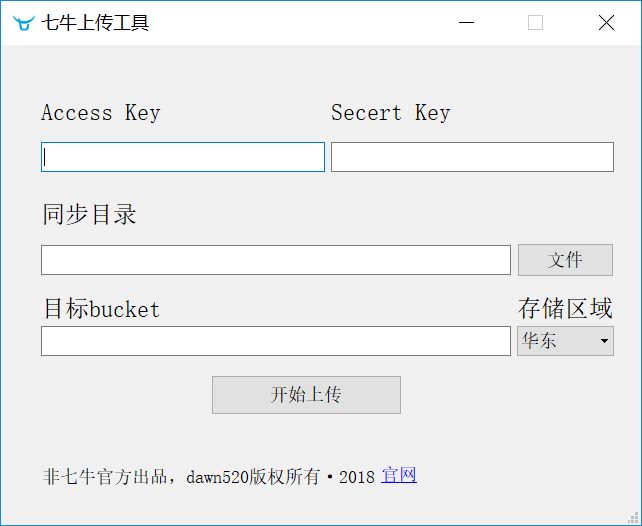 七牛上传工具
Access Key Secert Key
同步目录
文件
目标bucket 存储区域
华东
开始上传
非七牛官方出品，dawn520版权所有·2018 官网